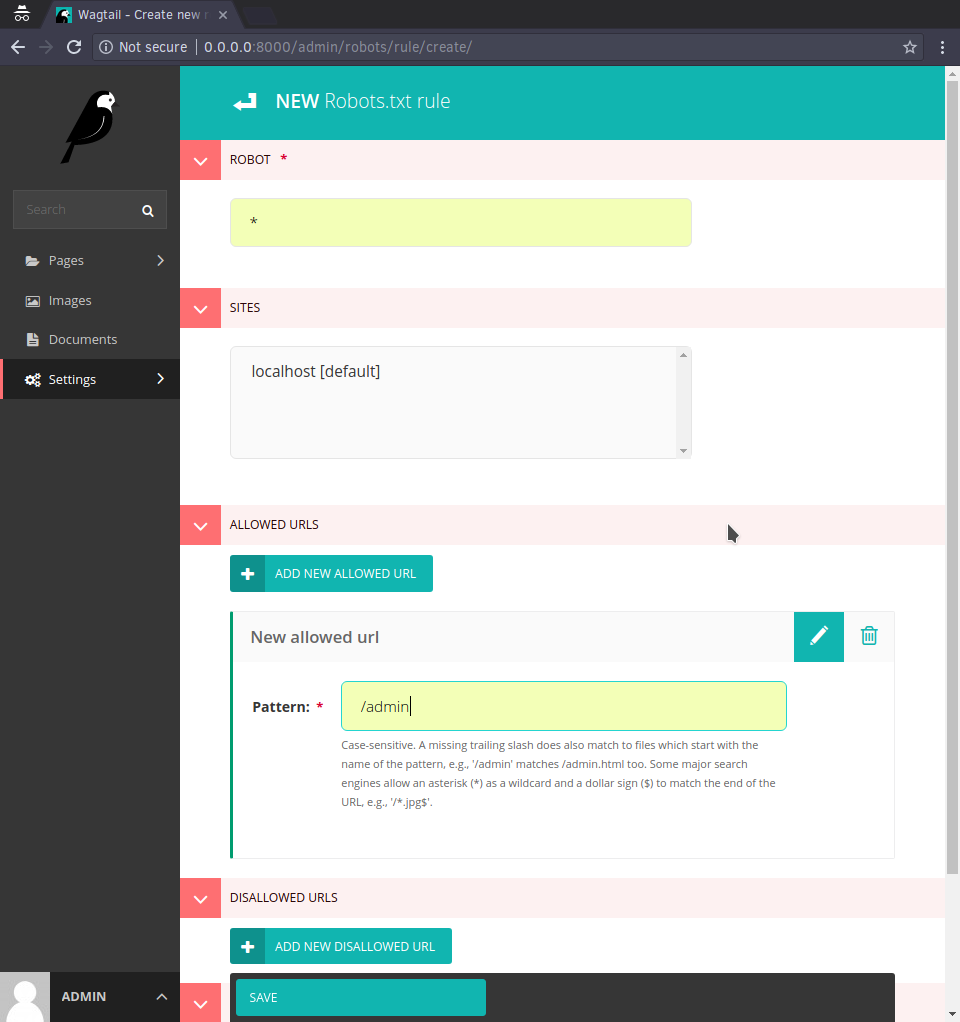 Wagtail - Create new
Not secure | 0.0.0.0:8000/admin/robots/rule/create/
NEW Robots.txt rule
Search
Pages
Images
Documents
Settings
ROBOT *
*
SITES
localhost [default]
ALLOWED URLS
ADD NEW ALLOWED URL
New allowed url
Pattern: *
/admin
Case-sensitive. A missing trailing slash does also match to files which start with the
name of the pattern, e.g., '/admin' matches /admin.html too. Some major search
engines allow an asterisk (*) as a wildcard and a dollar sign ($) to match the end of the
URL, e.g., '/*.jpg$'.
DISALLOWED URLS
ADD NEW DISALLOWED URL
ADMIN
SAVE